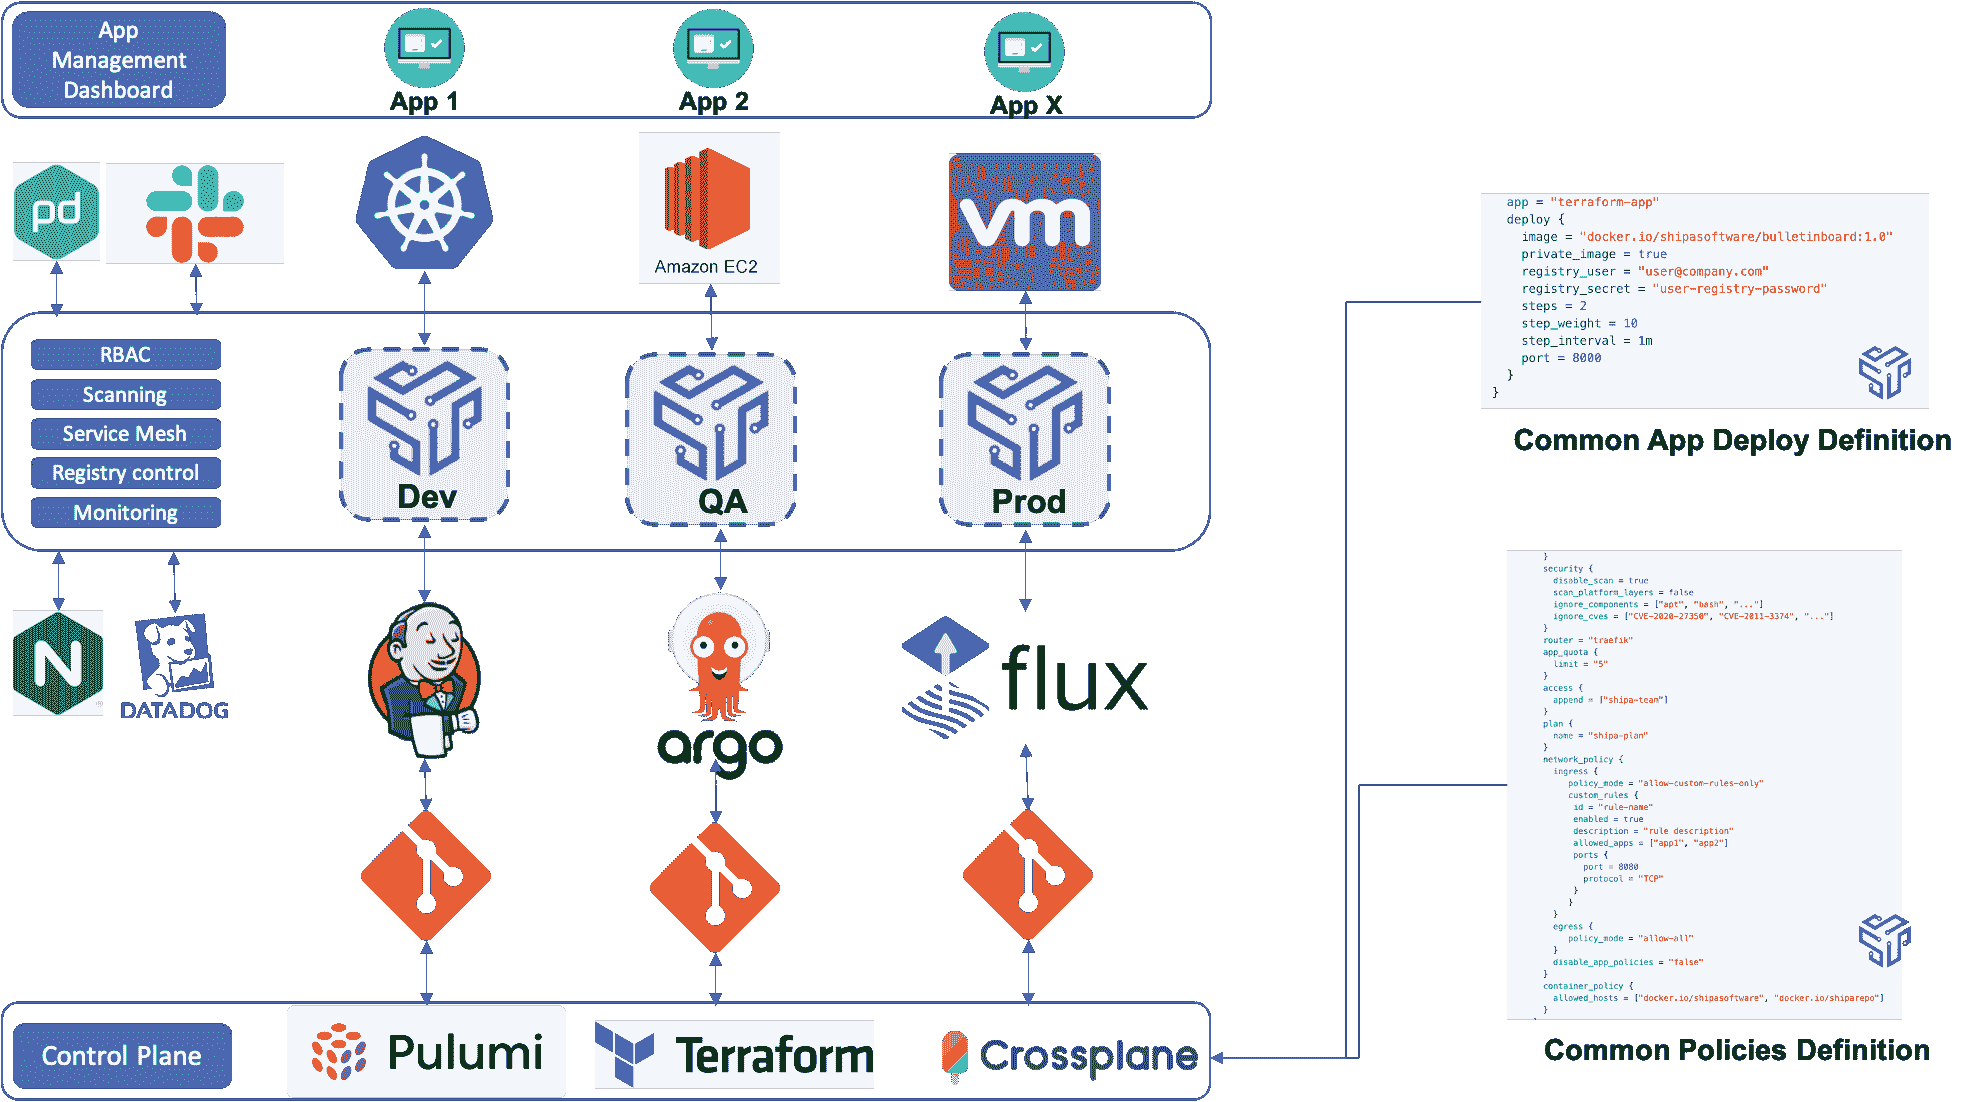 App
Management
Dashboard
App 1
App 2
App X
pd
Amazon EC2
vm
RBAC
Scanning
Service Mesh
Registry control
Monitoring
Dev
QA
Prod
N
DATADOG
argo
flux
Control Plane
Pulumi
Terraform
Crossplane
app = "terraform-app"
deploy {
image = "docker.io/shipasoftware/bulletinboard:1.0"
private_image = true
registry_user = "user@company.com"
registry_secret = "user-registry-password"
steps = 2
step_weight = 10
step_interval = 1m
port = 8000
}
}
Common App Deploy Definition
}
security {
disable_scan = true
scan_platform_layers = false
ignore_components = ["apt", "bash", "..."]
ignore_cves = ["CVE-2020-27350", "CVE-2011-3374", "..."]
}
router = "traefik"
app_quota {
limit = "5"
}
access {
append = ["shipa-team"]
}
plan {
name = "shipa-plan"
}
network_policy {
ingress {
policy_mode = "allow-custom-rules-only"
custom_rules {
id = "rule-name"
enabled = true
description = "rule description"
allowed_apps = ["app1", "app2"]
ports {
port = 8080
protocol = "TCP"
}
}
}
egress {
policy_mode = "allow-all"
}
disable_app_policies = "false"
}
container_policy {
allowed_hosts = ["docker.io/shipasoftware", "docker.io/shiparepo"]
}
Common Policies Definition